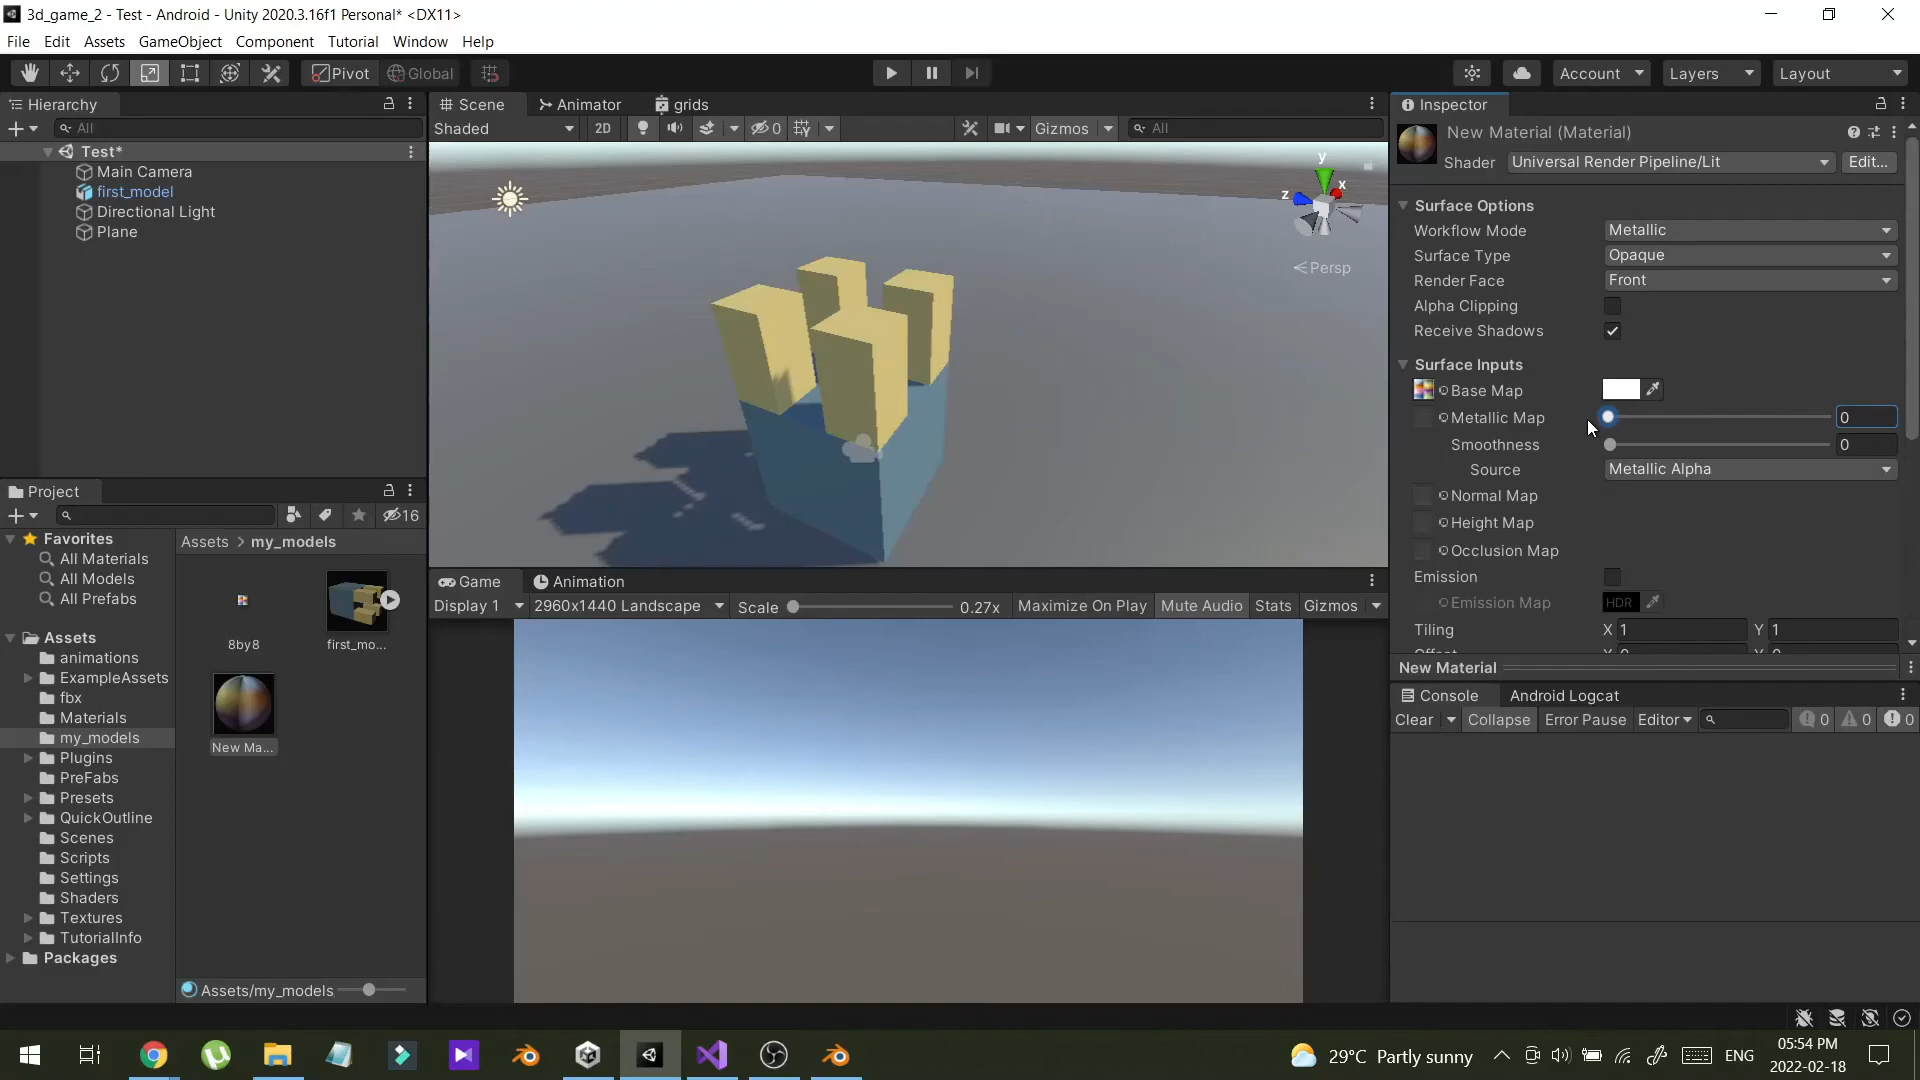 3d_game_2 - Test - Android - Unity 2020.3.16f1 Personal* <DX11>
File Edit Assets GameObject Component Tutorial Window Help
Pivot Global Account Layers Layout
Hierarchy
All
Test*
Main Camera
first_model
Directional Light
Plane
Scene Animator grids
Shaded 2D 0 Gizmos All
y
x
z
Persp
Inspector
New Material (Material)
Shader Universal Render Pipeline/Lit Edit...
Surface Options
Workflow Mode Metallic
Surface Type Opaque
Render Face Front
Alpha Clipping
Receive Shadows
Surface Inputs
Base Map
Metallic Map 0
Smoothness 0
Source Metallic Alpha
Normal Map
Height Map
Occlusion Map
Emission
Emission Map HDR
Tiling X 1 Y 1
Offset X 0 Y 0
New Material
Project
16
Favorites
All Materials
All Models
All Prefabs
Assets
animations
ExampleAssets
fbx
Materials
my_models
Plugins
PreFabs
Presets
QuickOutline
Scenes
Scripts
Settings
Shaders
Textures
TutorialInfo
Packages
Assets > my_models
8by8
first_mo...
New Ma...
Assets/my_models
Game Animation
Display 1 2960x1440 Landscape Scale 0.27x Maximize On Play Mute Audio Stats Gizmos
Console Android Logcat
Clear Collapse Error Pause Editor 0 0 0
29°C Partly sunny ENG
05:54 PM
2022-02-18